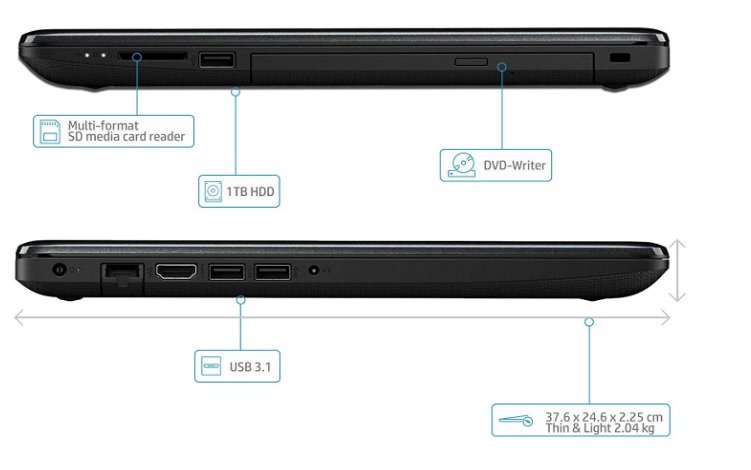 Multi-format
SD media card reader
DVD-Writer
1TB HDD
USB 3.1
37.6 x 24.6 x 2.25 cm
Thin & Light 2.04 kg